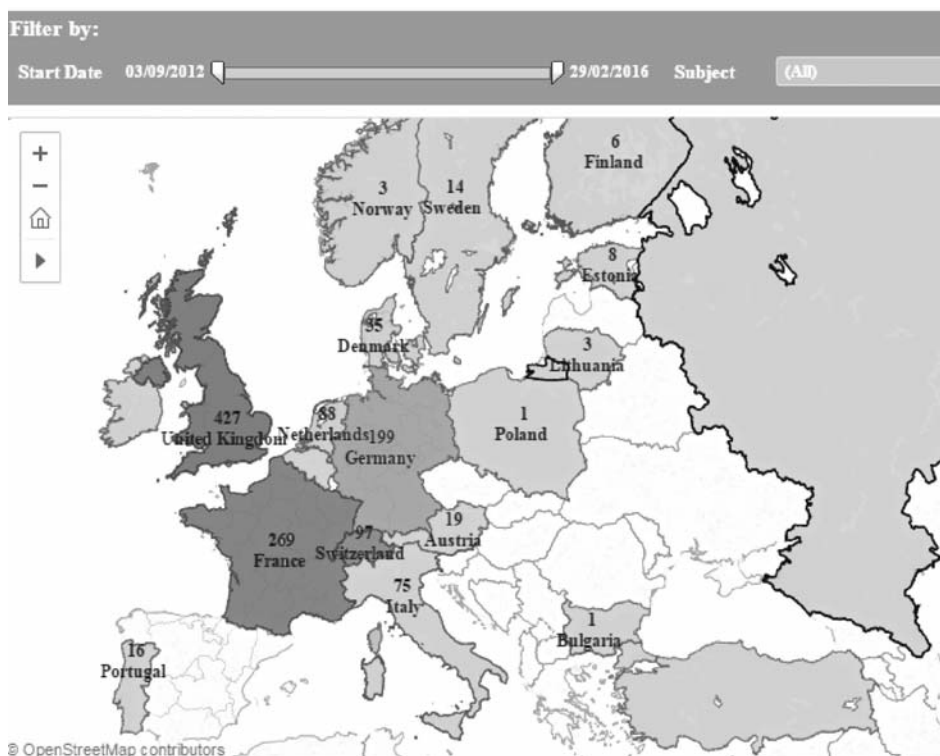 Filter by:
Start Date 03/09/2012 29/02/2016 Subject (All)
+
−
6
Finland
3
Norway
14
Sweden
8
Estonia
35
Denmark
3
Lithuania
427
United Kingdom
88
Netherlands
199
Germany
1
Poland
269
France
97
Switzerland
19
Austria
75
Italy
1
Bulgaria
16
Portugal
© OpenStreetMap contributors